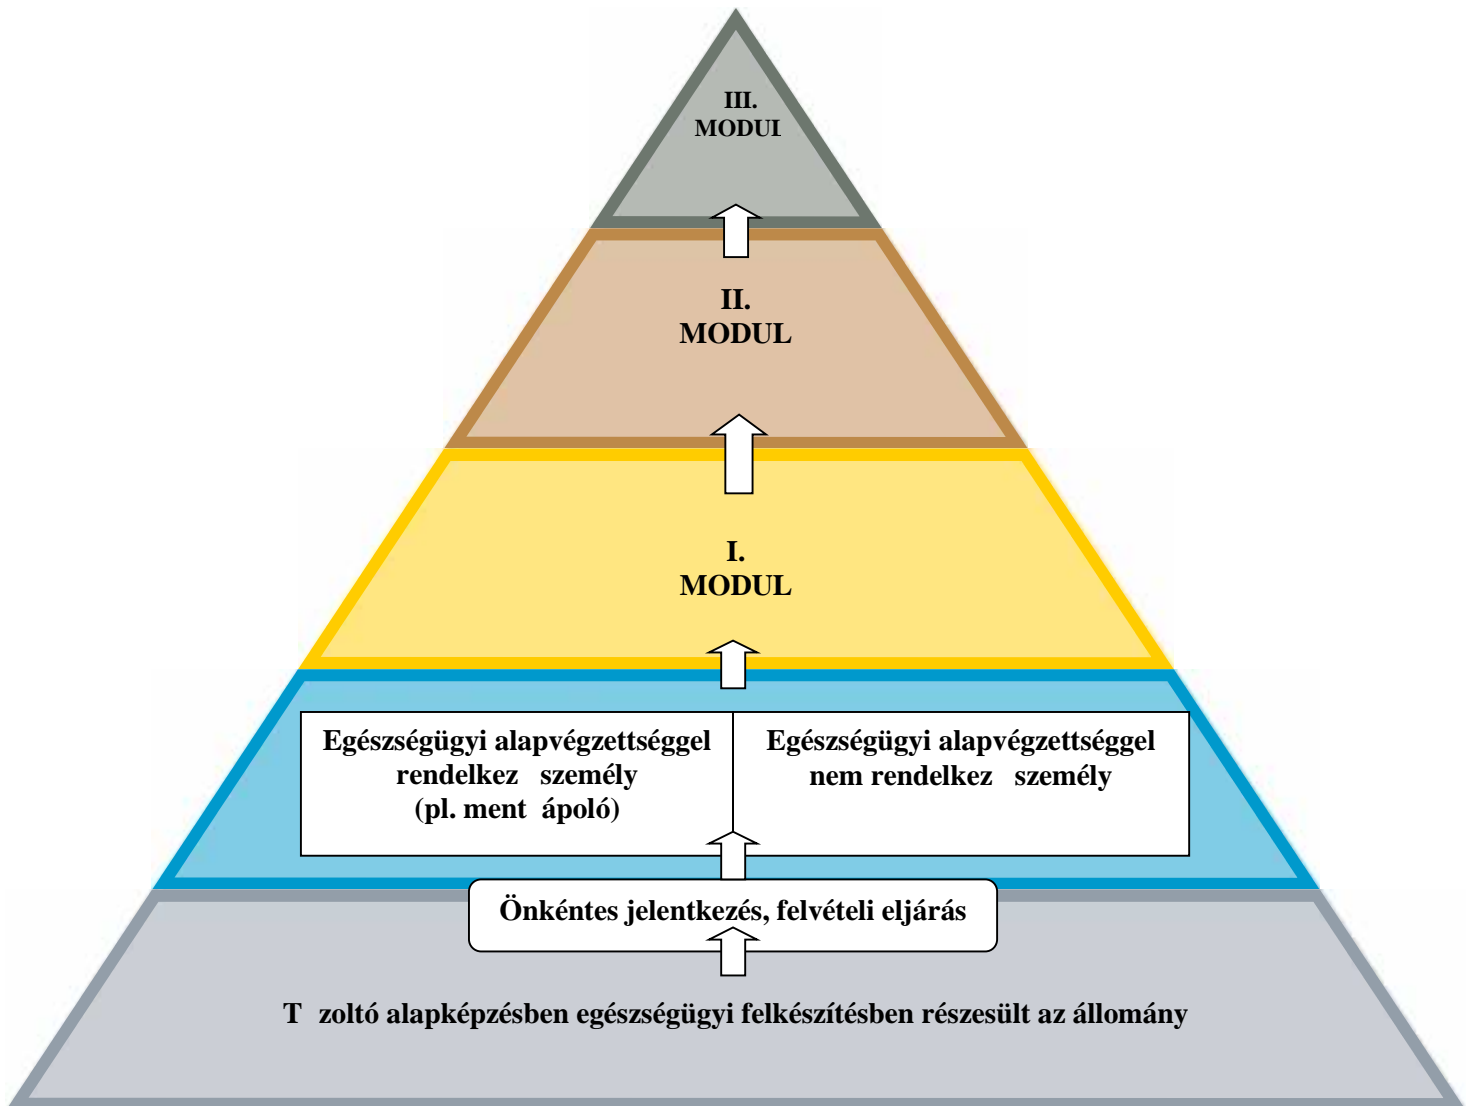 III.
MODUL
II.
MODUL
I.
MODUL
Egészségügyi alapvégzettséggel
rendelkez személy
(pl. ment ápoló)
Egészségügyi alapvégzettséggel
nem rendelkez személy
Önkéntes jelentkezés, felvételi eljárás
T zoltó alapképzésben egészségügyi felkészítésben részesült az állomány